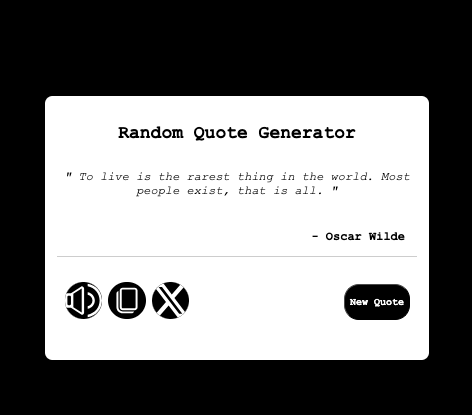 Random Quote Generator
" To live is the rarest thing in the world. Most
people exist, that is all. "
- Oscar Wilde
New Quote